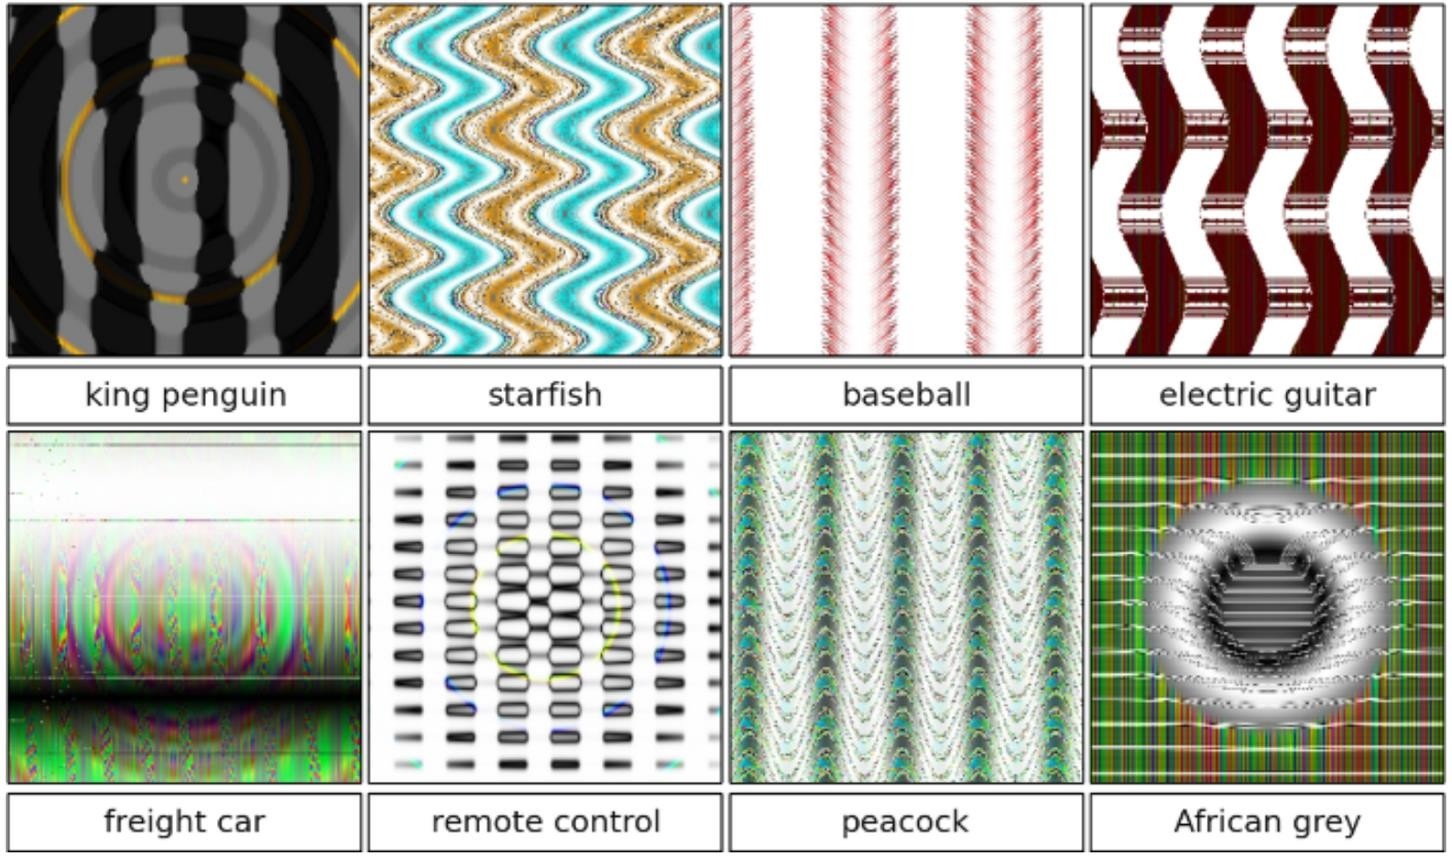 king penguin
starfish
baseball
electric guitar
freight car
remote control
peacock
African grey